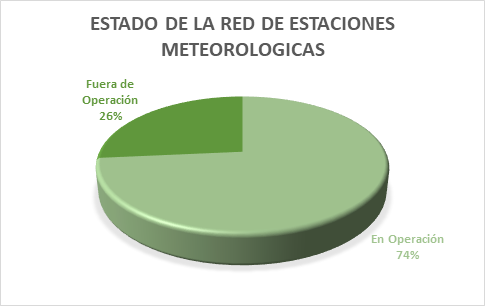 ESTADO DE LA RED DE ESTACIONES
METEOROLOGICAS
Fuera de
Operación
26%
En Operación
74%